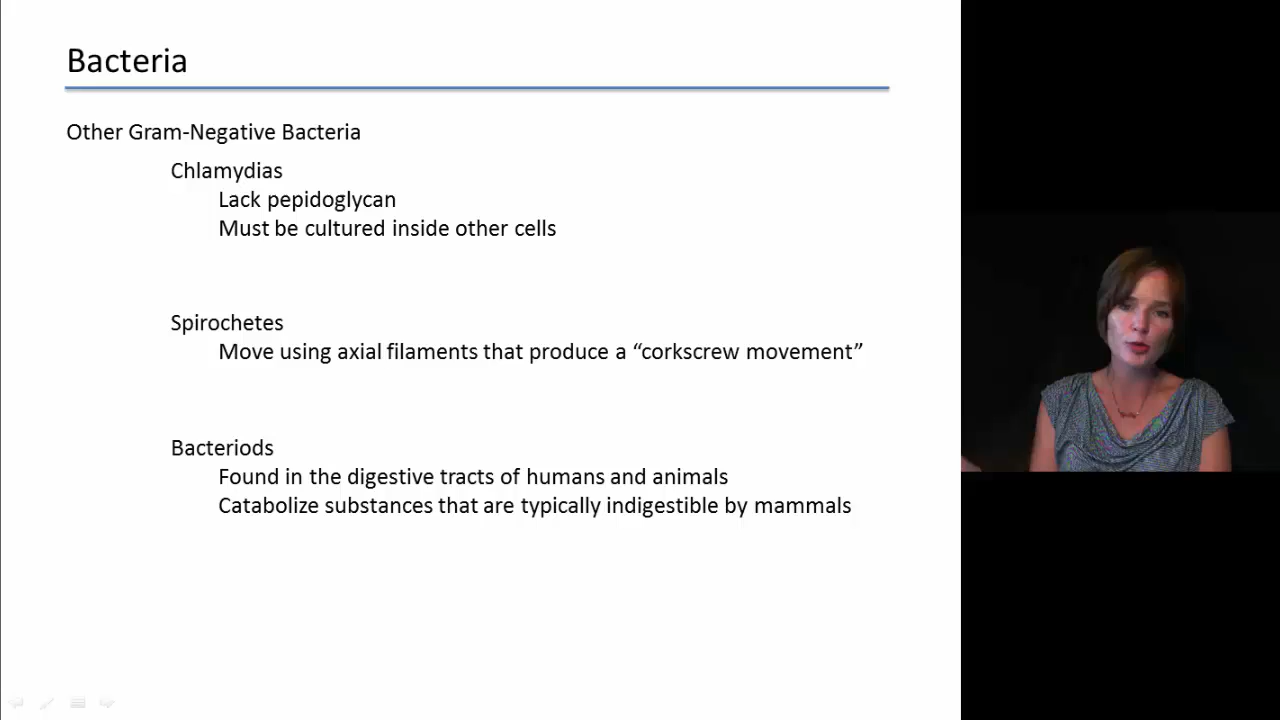 Bacteria
Other Gram-Negative Bacteria
Chlamydias
Lack pepidoglycan
Must be cultured inside other cells
Spirochetes
Move using axial filaments that produce a “corkscrew movement”
Bacteriods
Found in the digestive tracts of humans and animals
Catabolize substances that are typically indigestible by mammals